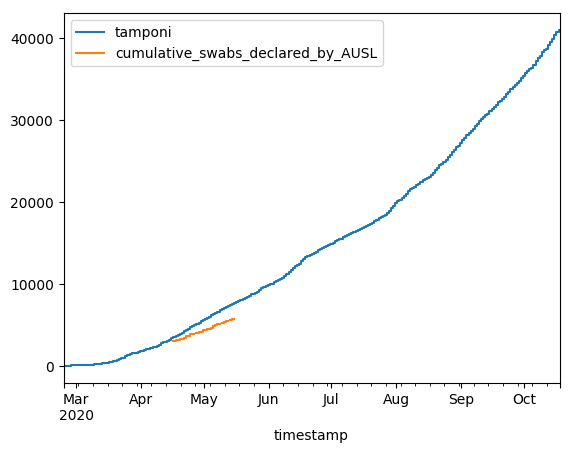 tamponi
cumulative_swabs_declared_by_AUSL
40000
30000
20000
10000
0
Mar Apr May Jun Jul Aug Sep Oct
2020
timestamp